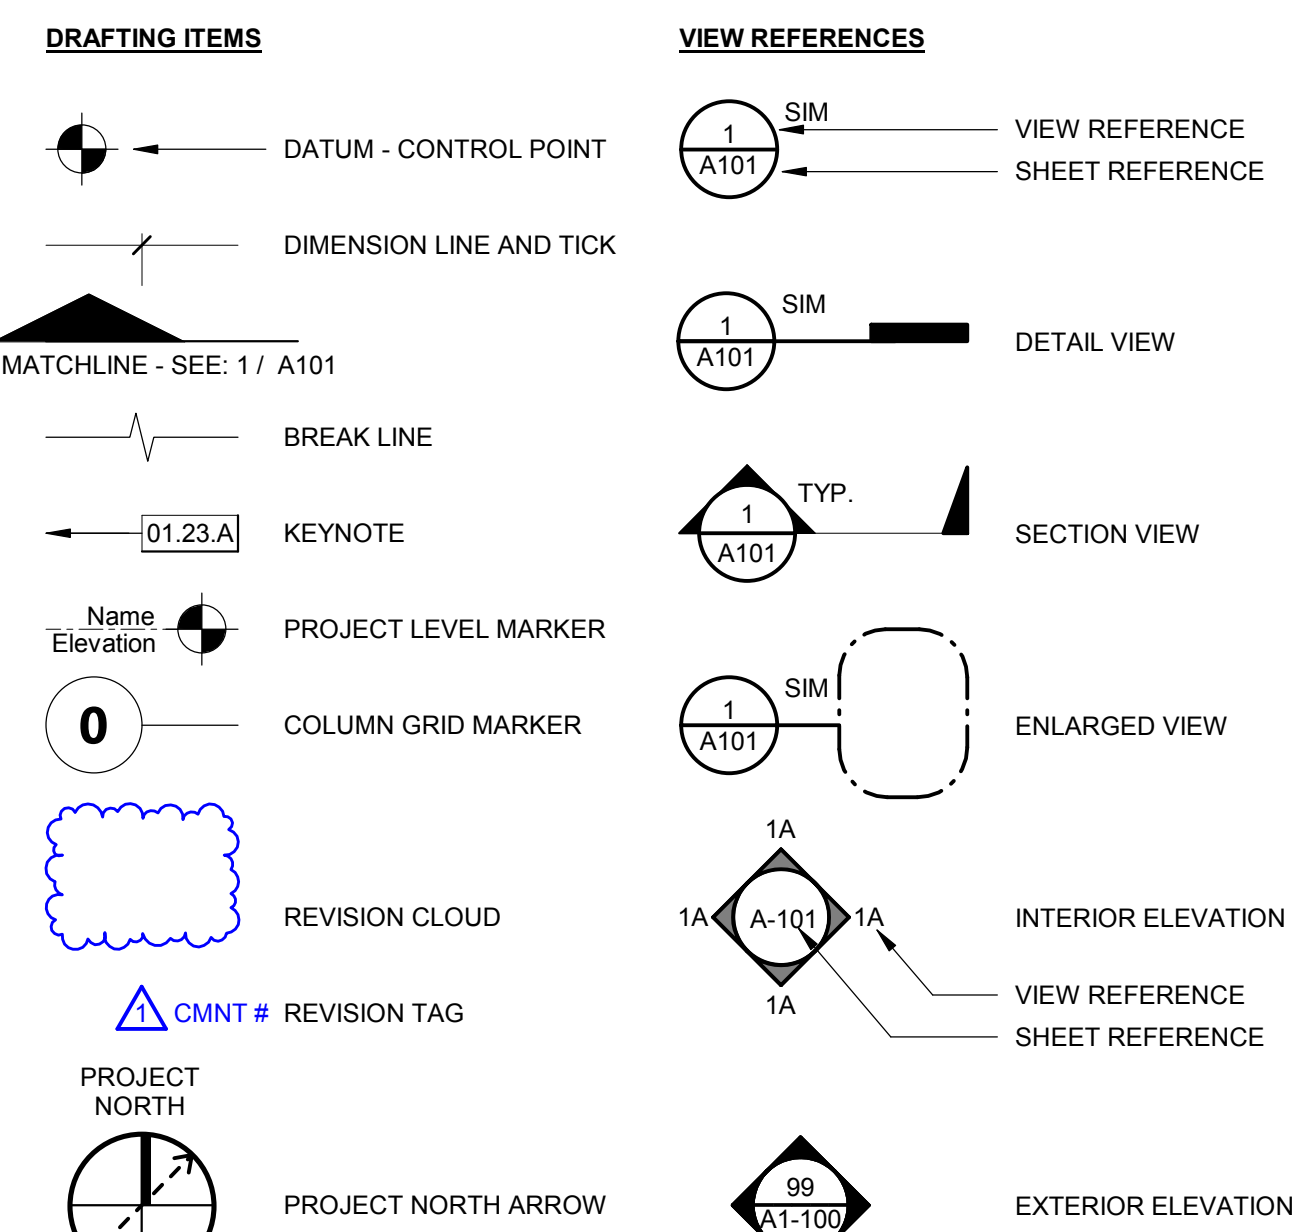 DRAFTING ITEMS
DATUM - CONTROL POINT
DIMENSION LINE AND TICK
MATCHLINE - SEE: 1 / A101
BREAK LINE
01.23.A KEYNOTE
Name
Elevation
PROJECT LEVEL MARKER
0 COLUMN GRID MARKER
REVISION CLOUD
1 CMNT # REVISION TAG
PROJECT
NORTH
PROJECT NORTH ARROW
VIEW REFERENCES
SIM
1
A101
VIEW REFERENCE
SHEET REFERENCE
SIM
1
A101
DETAIL VIEW
TYP.
1
A101
SECTION VIEW
SIM
1
A101
ENLARGED VIEW
1A
1A A-101 1A INTERIOR ELEVATION
1A
VIEW REFERENCE
SHEET REFERENCE
99
A1-100
EXTERIOR ELEVATION